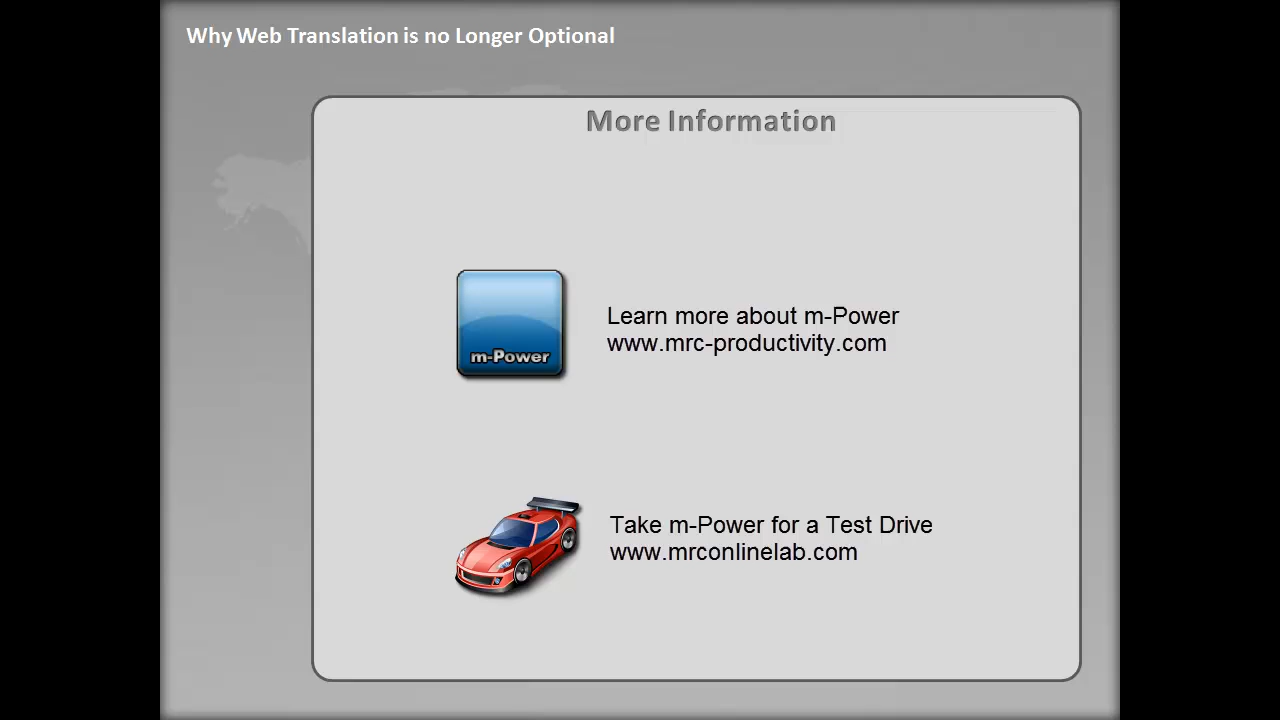 Why Web Translation is no Longer Optional
More Information
m-Power
Learn more about m-Power
www.mrc-productivity.com
Take m-Power for a Test Drive
www.mrconlinelab.com